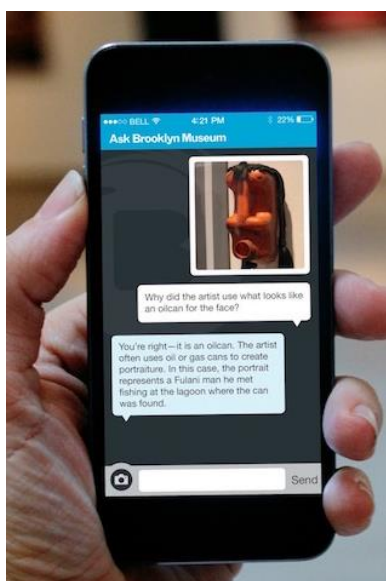 BELL 4:21 PM 22%
Ask Brooklyn Museum
Why did the artist use what looks like
an oilcan for the face?
You're right—it is an oilcan. The artist
often uses oil or gas cans to create
portraiture. In this case, the portrait
represents a Fulani man he met
fishing at the lagoon where the can
was found.
Send